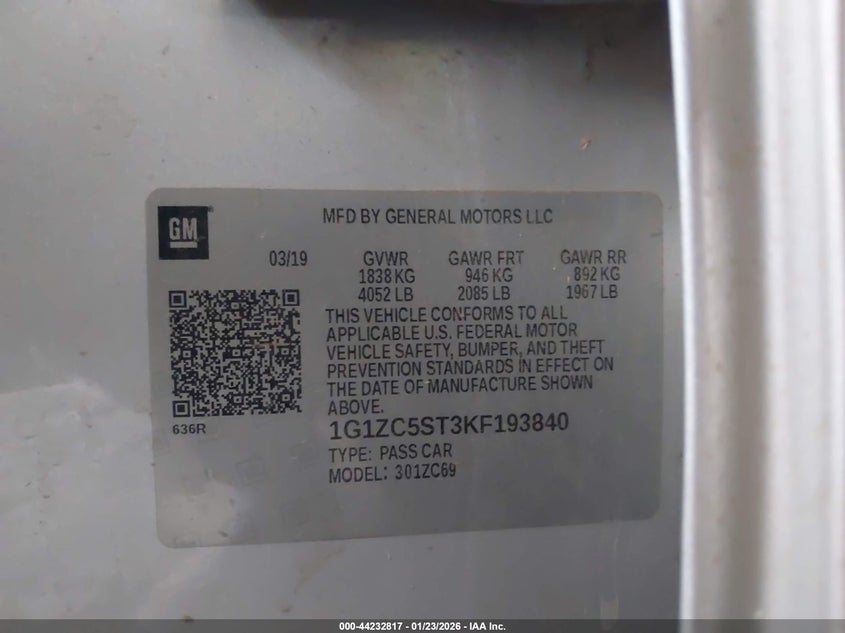 GM
MFD BY GENERAL MOTORS LLC
03/19 GVWR GAWR FRT GAWR RR
1838 KG 946 KG 892 KG
4052 LB 2085 LB 1967 LB
THIS VEHICLE CONFORMS TO ALL
APPLICABLE U.S. FEDERAL MOTOR
VEHICLE SAFETY, BUMPER, AND THEFT
PREVENTION STANDARDS IN EFFECT ON
THE DATE OF MANUFACTURE SHOWN
ABOVE.
636R
1G1ZC5ST3KF193840
TYPE: PASS CAR
MODEL: 301ZC69
000-44232817 - 01/23/2026 - IAA Inc.